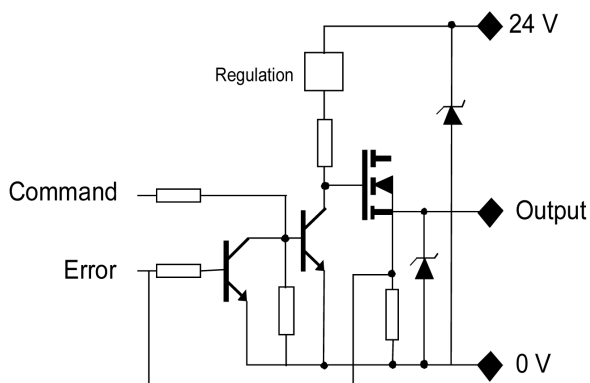 24 V
Regulation
Command
Output
Error
0 V